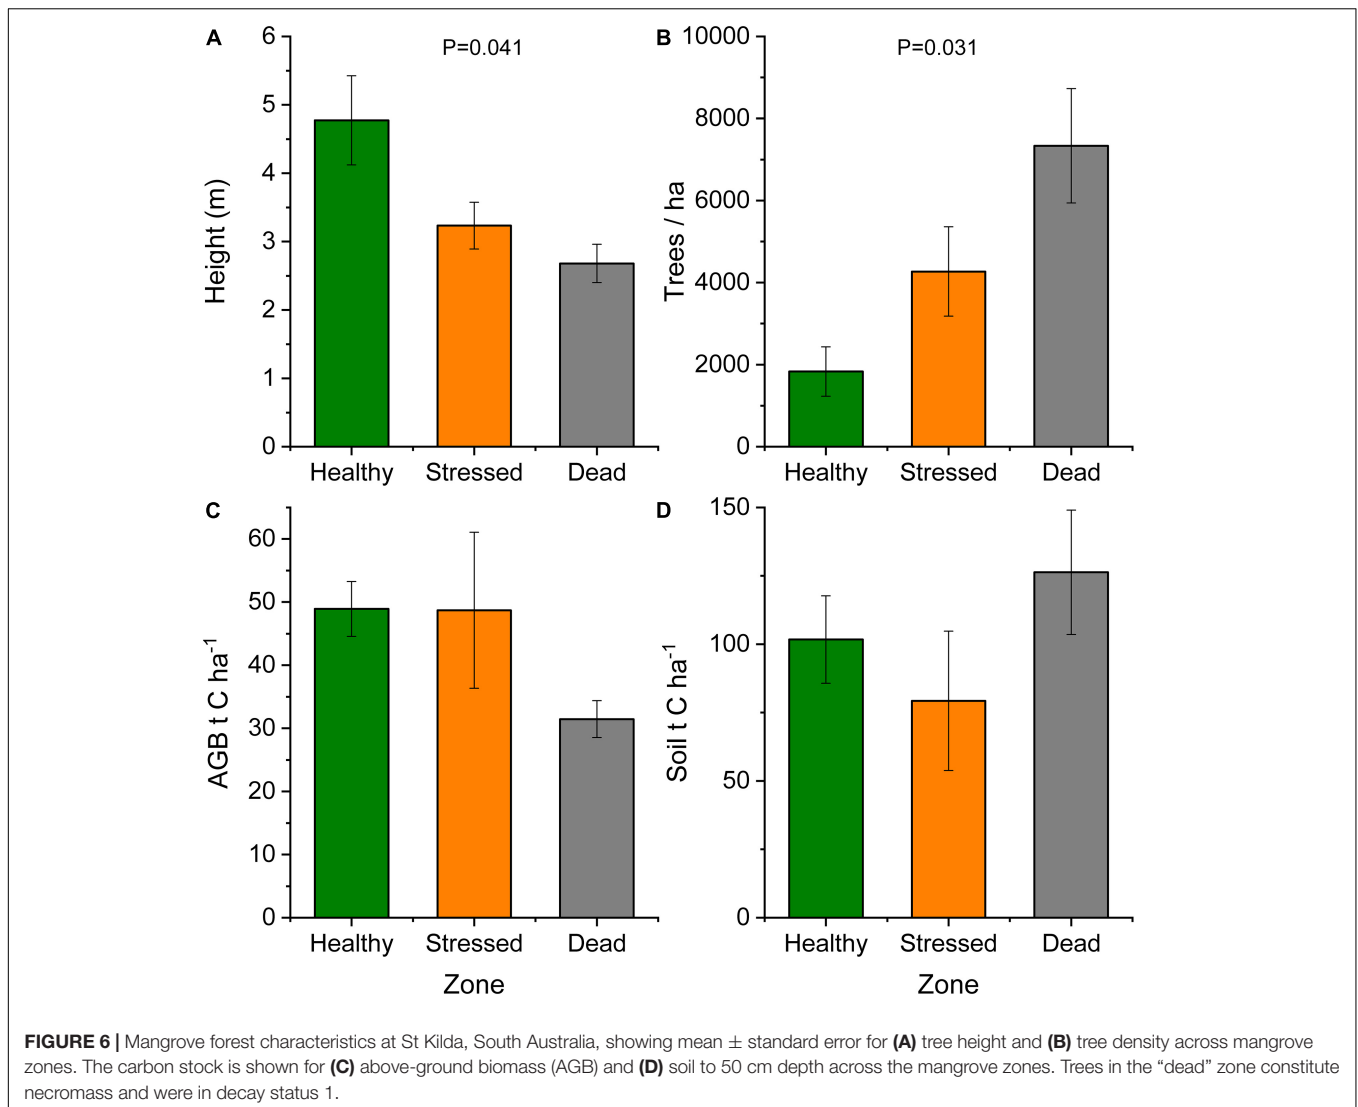 A
P=0.041
Height (m)
6
5
4
3
2
1
0
Healthy Stressed Dead
B
P=0.031
Trees / ha
10000
8000
6000
4000
2000
0
Healthy Stressed Dead
C
AGB t C ha⁻¹
60
50
40
30
20
10
0
Healthy Stressed Dead
Zone
D
Soil t C ha⁻¹
150
100
50
0
Healthy Stressed Dead
Zone
FIGURE 6 | Mangrove forest characteristics at St Kilda, South Australia, showing mean ± standard error for (A) tree height and (B) tree density across mangrove
zones. The carbon stock is shown for (C) above-ground biomass (AGB) and (D) soil to 50 cm depth across the mangrove zones. Trees in the “dead” zone constitute
necromass and were in decay status 1.